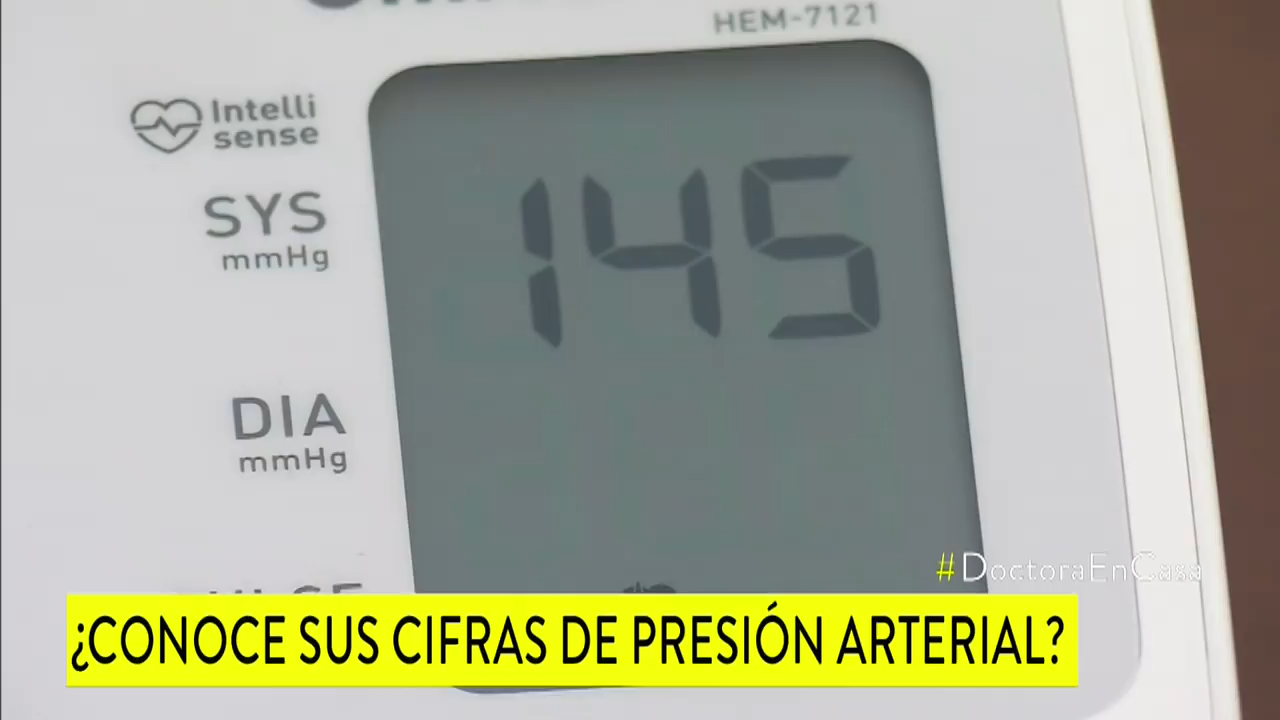 HEM-7121
Intelli
sense
SYS
mmHg
145
DIA
mmHg
#DoctoraEnCasa
¿CONOCE SUS CIFRAS DE PRESIÓN ARTERIAL?